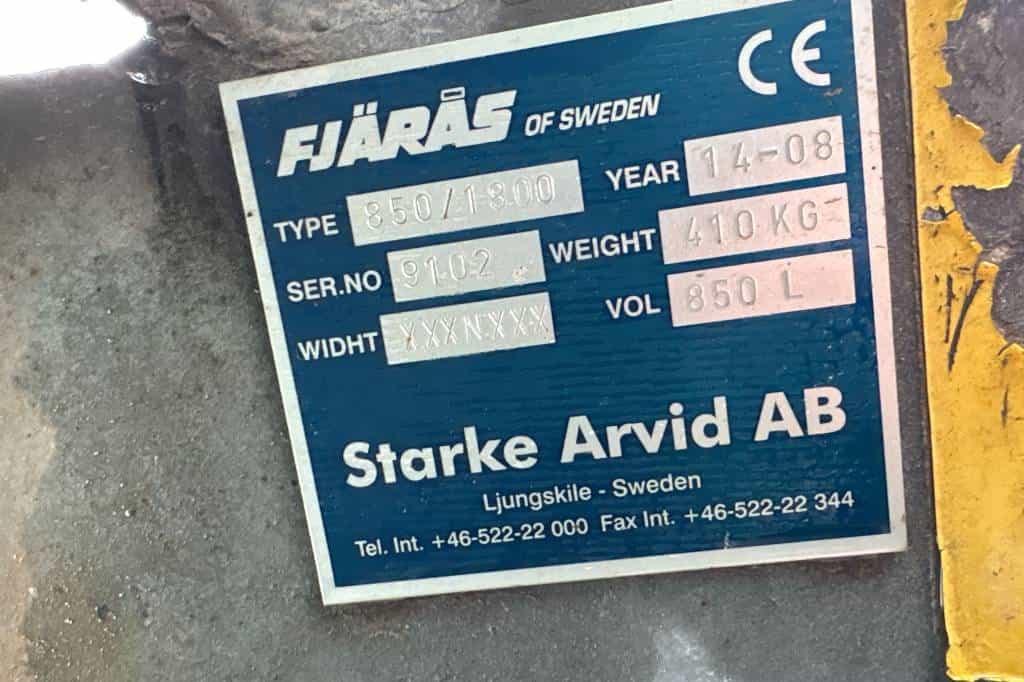 CE
FJÄRÅS OF SWEDEN
TYPE 850/1800 YEAR 14-08
SER.NO 9102 WEIGHT 410 KG
WIDHT XXXNXXX VOL 850 L
Starke Arvid AB
Ljungskile - Sweden
Tel. Int. +46-522-22 000 Fax Int. +46-522-22 344